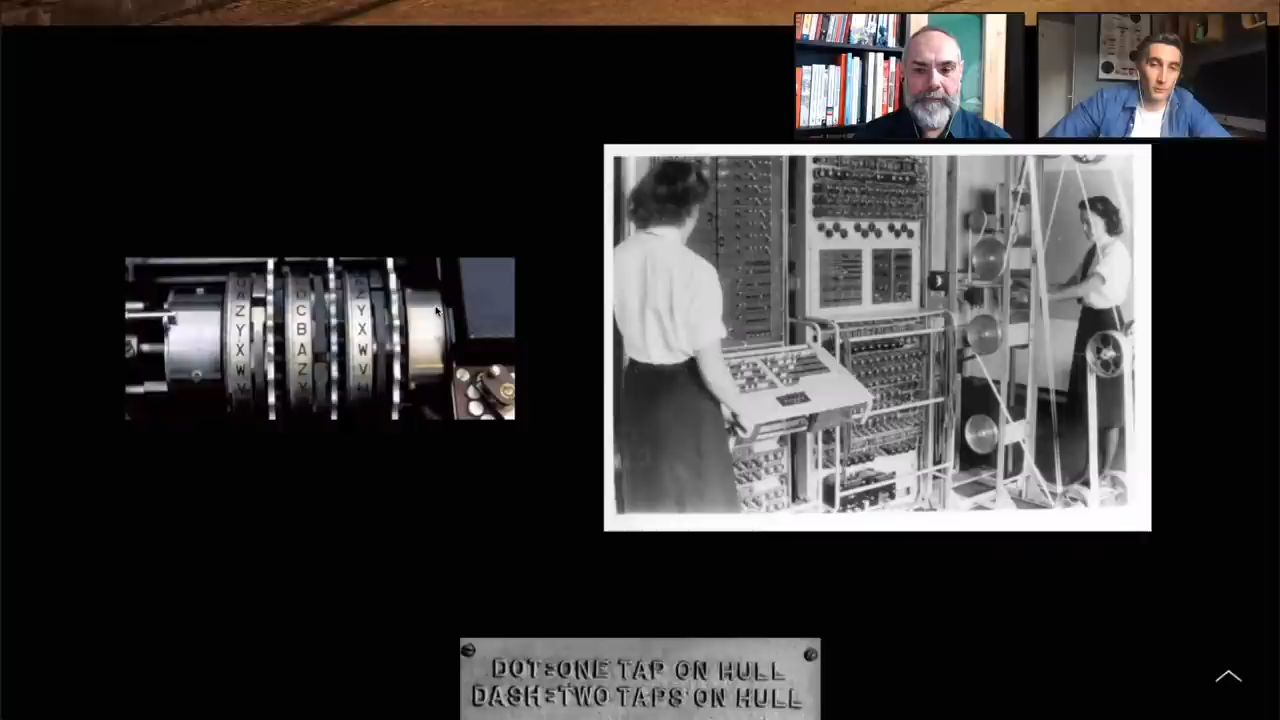 A
Z
Y
X
W
C
B
A
Z
Y
X
W
V
DOT=ONE TAP ON HULL
DASH=TWO TAPS ON HULL